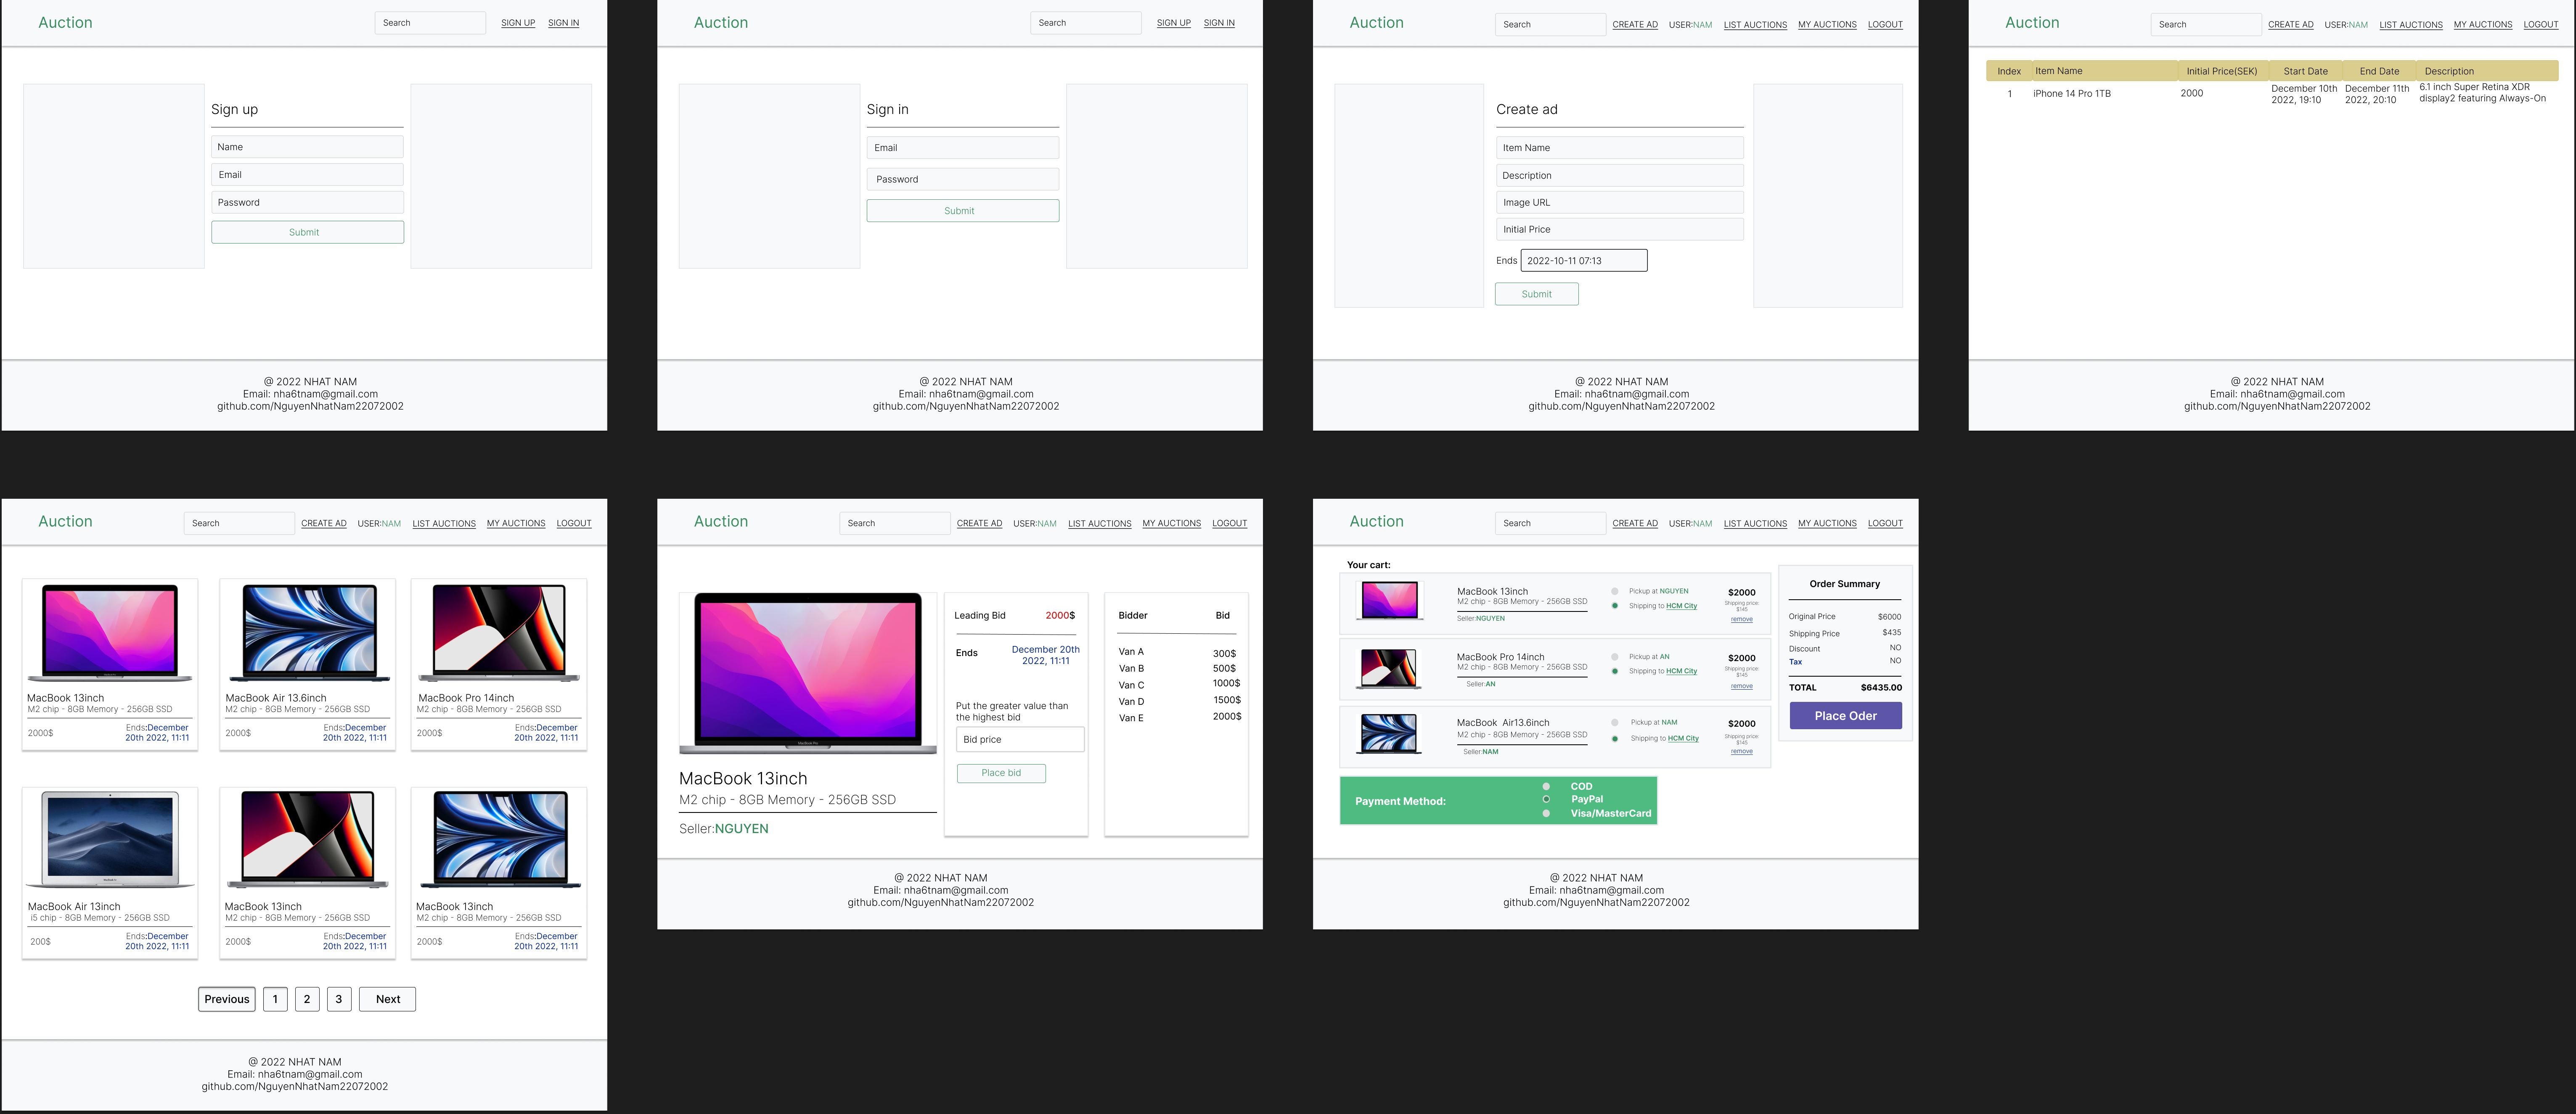 Auction
Search
SIGN UP
SIGN IN
Sign up
Name
Email
Password
Submit
@ 2022 NHAT NAM
Email: nha6tnam@gmail.com
github.com/NguyenNhatNam22072002
Auction
Search
SIGN UP
SIGN IN
Sign in
Email
Password
Submit
@ 2022 NHAT NAM
Email: nha6tnam@gmail.com
github.com/NguyenNhatNam22072002
Auction
Search
CREATE AD
USER:NAM
LIST AUCTIONS
MY AUCTIONS
LOGOUT
Create ad
Item Name
Description
Image URL
Initial Price
Ends
2022-10-11 07:13
Submit
@ 2022 NHAT NAM
Email: nha6tnam@gmail.com
github.com/NguyenNhatNam22072002
Auction
Search
CREATE AD
USER:NAM
LIST AUCTIONS
MY AUCTIONS
LOGOUT
Index
Item Name
Initial Price(SEK)
Start Date
End Date
Description
1
iPhone 14 Pro 1TB
2000
December 10th
2022, 19:10
December 11th
2022, 20:10
6.1 inch Super Retina XDR
display2 featuring Always-On
@ 2022 NHAT NAM
Email: nha6tnam@gmail.com
github.com/NguyenNhatNam22072002
Auction
Search
CREATE AD
USER:NAM
LIST AUCTIONS
MY AUCTIONS
LOGOUT
MacBook 13inch
M2 chip - 8GB Memory - 256GB SSD
2000$
Ends:December
20th 2022, 11:11
MacBook Air 13.6inch
M2 chip - 8GB Memory - 256GB SSD
2000$
Ends:December
20th 2022, 11:11
MacBook Pro 14inch
M2 chip - 8GB Memory - 256GB SSD
2000$
Ends:December
20th 2022, 11:11
MacBook Air 13inch
i5 chip - 8GB Memory - 256GB SSD
200$
Ends:December
20th 2022, 11:11
MacBook 13inch
M2 chip - 8GB Memory - 256GB SSD
2000$
Ends:December
20th 2022, 11:11
MacBook 13inch
M2 chip - 8GB Memory - 256GB SSD
2000$
Ends:December
20th 2022, 11:11
Previous
1
2
3
Next
@ 2022 NHAT NAM
Email: nha6tnam@gmail.com
github.com/NguyenNhatNam22072002
Auction
Search
CREATE AD
USER:NAM
LIST AUCTIONS
MY AUCTIONS
LOGOUT
MacBook 13inch
M2 chip - 8GB Memory - 256GB SSD
Seller:NGUYEN
Leading Bid
2000$
Ends
December 20th
2022, 11:11
Put the greater value than
the highest bid
Bid price
Place bid
Bidder
Bid
Van A
300$
Van B
500$
Van C
1000$
Van D
1500$
Van E
2000$
@ 2022 NHAT NAM
Email: nha6tnam@gmail.com
github.com/NguyenNhatNam22072002
Auction
Search
CREATE AD
USER:NAM
LIST AUCTIONS
MY AUCTIONS
LOGOUT
Your cart:
MacBook 13inch
M2 chip - 8GB Memory - 256GB SSD
Seller:NGUYEN
Pickup at NGUYEN
Shipping to HCM City
$2000
Shipping price
$145
remove
MacBook Pro 14inch
M2 chip - 8GB Memory - 256GB SSD
Seller:AN
Pickup at AN
Shipping to HCM City
$2000
Shipping price
$145
remove
MacBook Air13.6inch
M2 chip - 8GB Memory - 256GB SSD
Seller:NAM
Pickup at NAM
Shipping to HCM City
$2000
Shipping price
$145
remove
Payment Method:
COD
PayPal
Visa/MasterCard
Order Summary
Original Price
$6000
Shipping Price
$435
Discount
NO
Tax
NO
TOTAL
$6435.00
Place Oder
@ 2022 NHAT NAM
Email: nha6tnam@gmail.com
github.com/NguyenNhatNam22072002